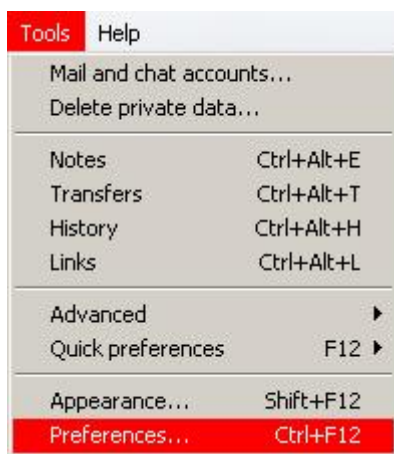 Tools Help
Mail and chat accounts...
Delete private data...
Notes Ctrl+Alt+E
Transfers Ctrl+Alt+T
History Ctrl+Alt+H
Links Ctrl+Alt+L
Advanced
Quick preferences F12
Appearance... Shift+F12
Preferences... Ctrl+F12